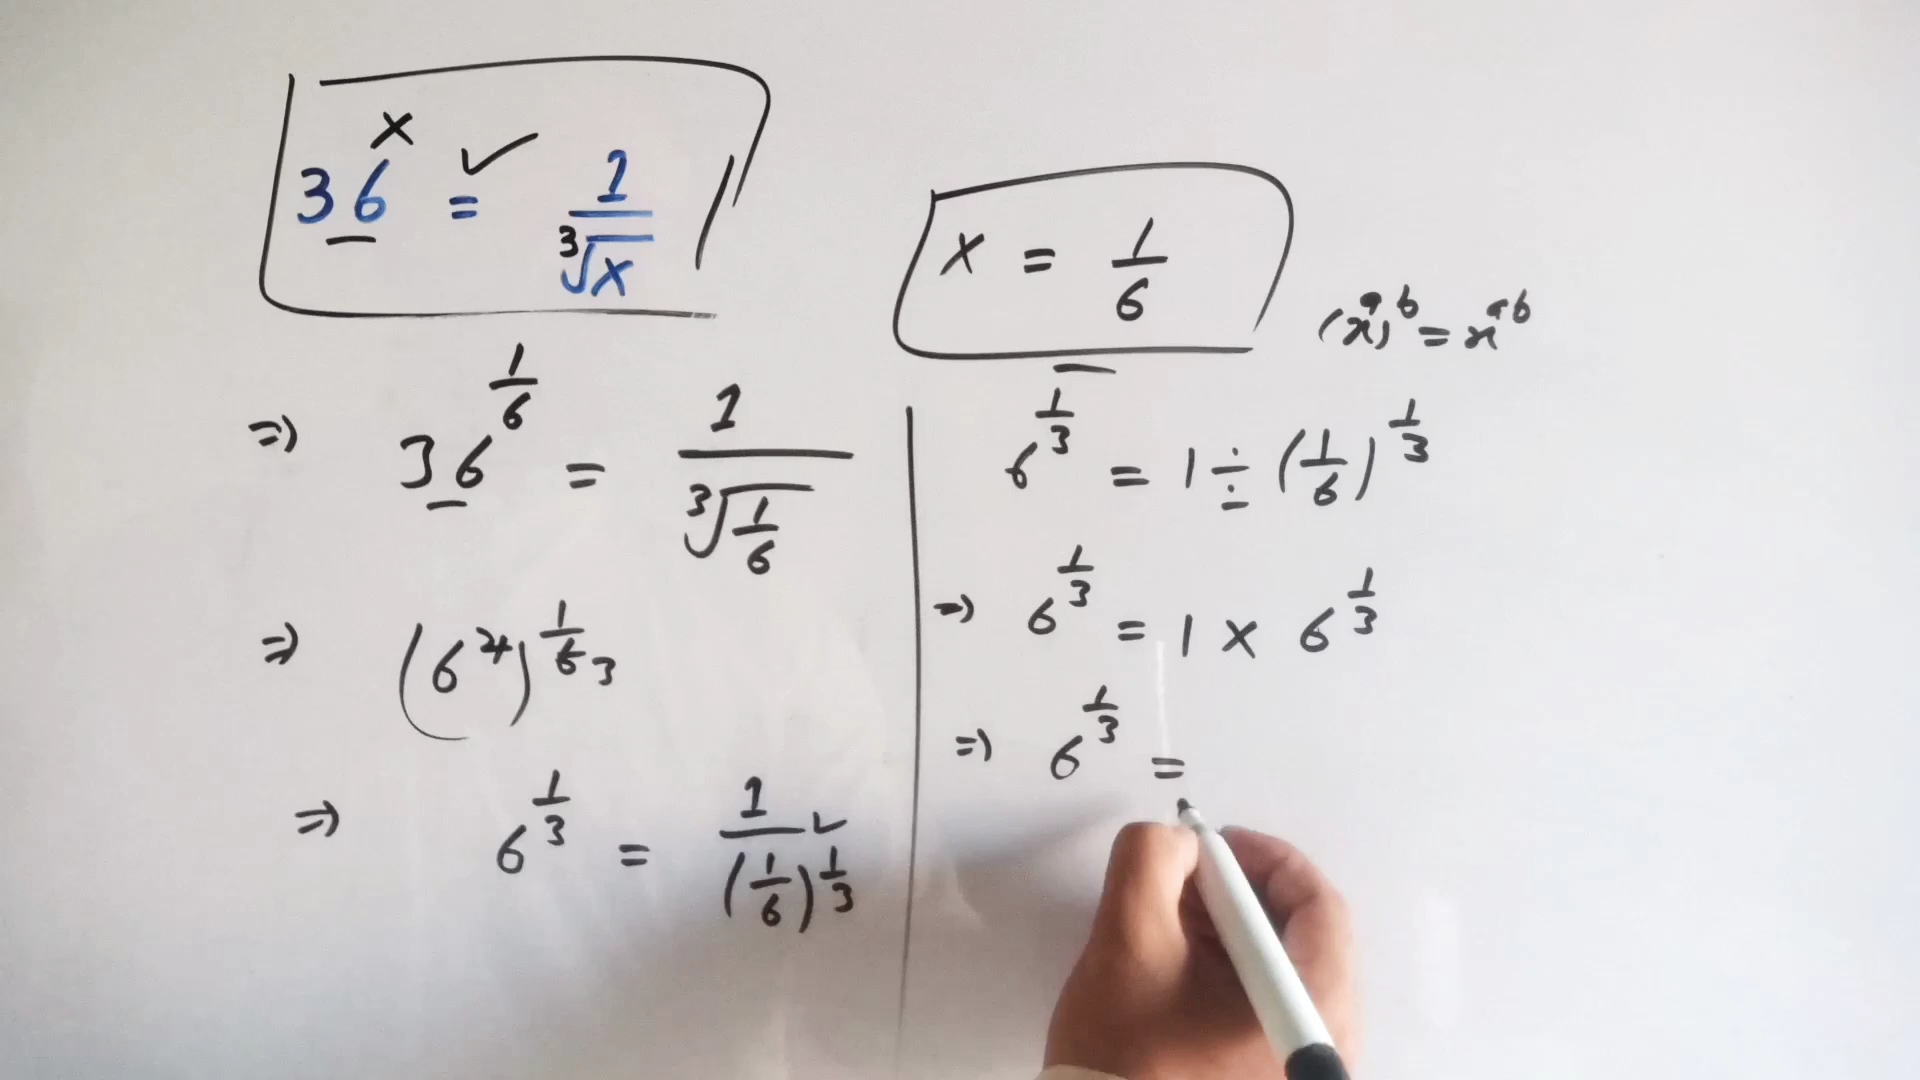 36^x = 1/∛x ✓
x = 1/6
(x^a)^b = x^ab
=> 36^(1/6) = 1/∛(1/6)
=> (6^2)^(1/6) 3
=> 6^(1/3) = 1/(1/6)^(1/3) ✓
6^(1/3) = 1 ÷ (1/6)^(1/3)
=> 6^(1/3) = 1 × 6^(1/3)
=> 6^(1/3) =